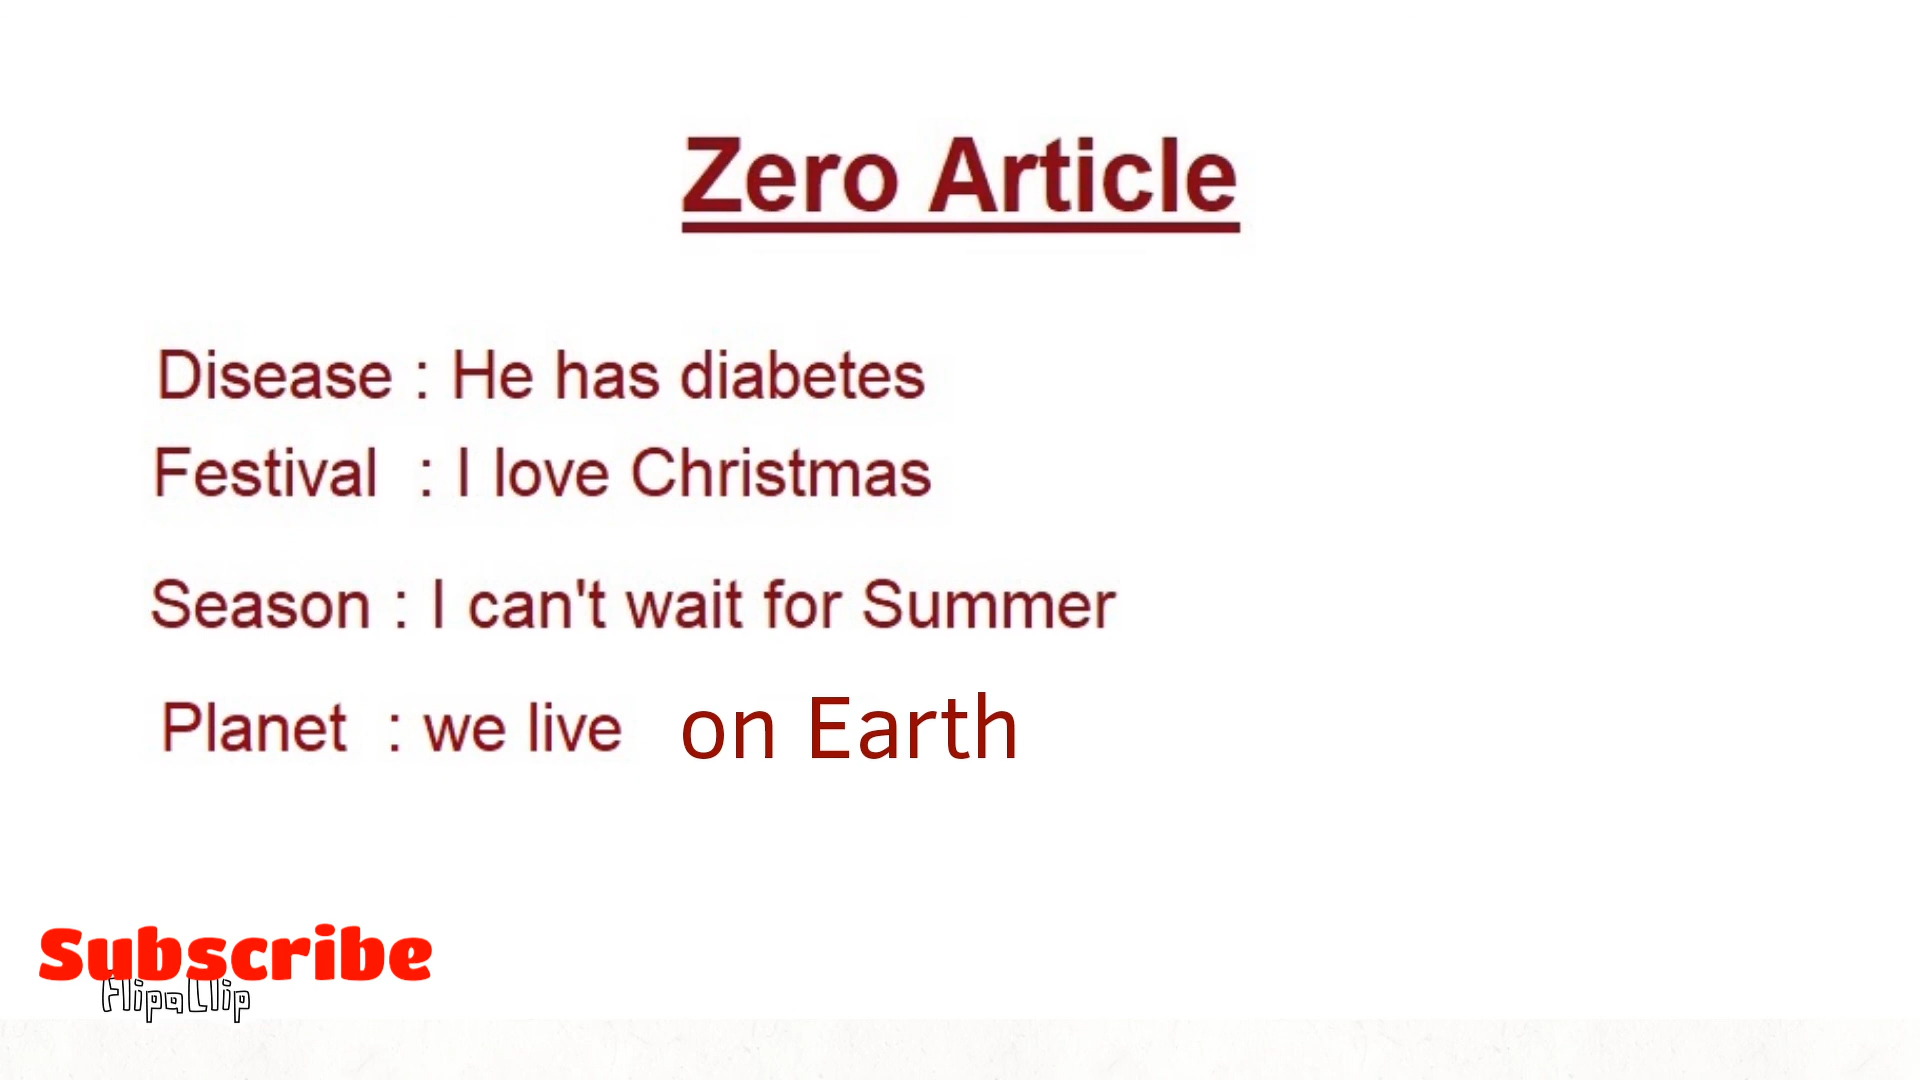 Zero Article
Disease : He has diabetes
Festival : I love Christmas
Season : I can't wait for Summer
Planet : we live on Earth
Subscribe
FlipaClip